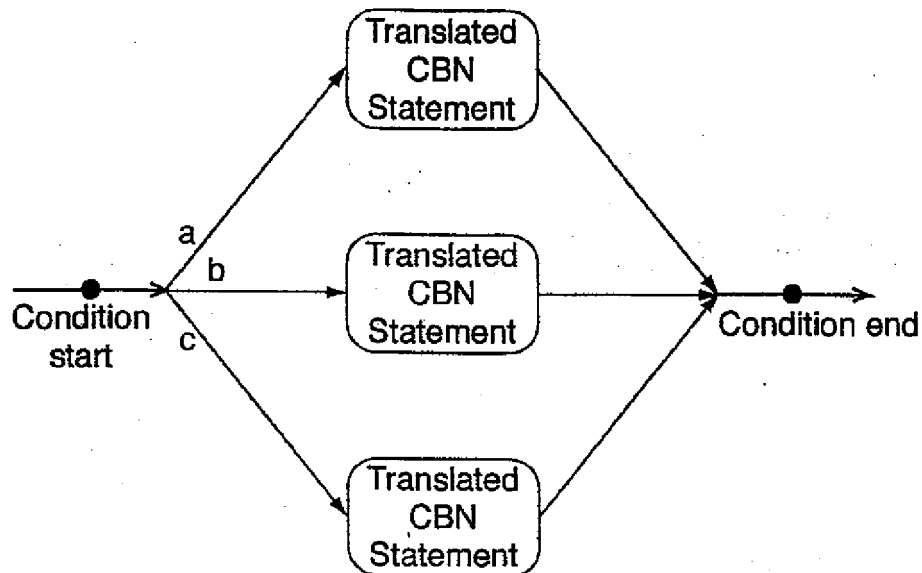 Translated
CBN
Statement
a
b
c
Translated
CBN
Statement
Condition
start
Condition end
Translated
CBN
Statement